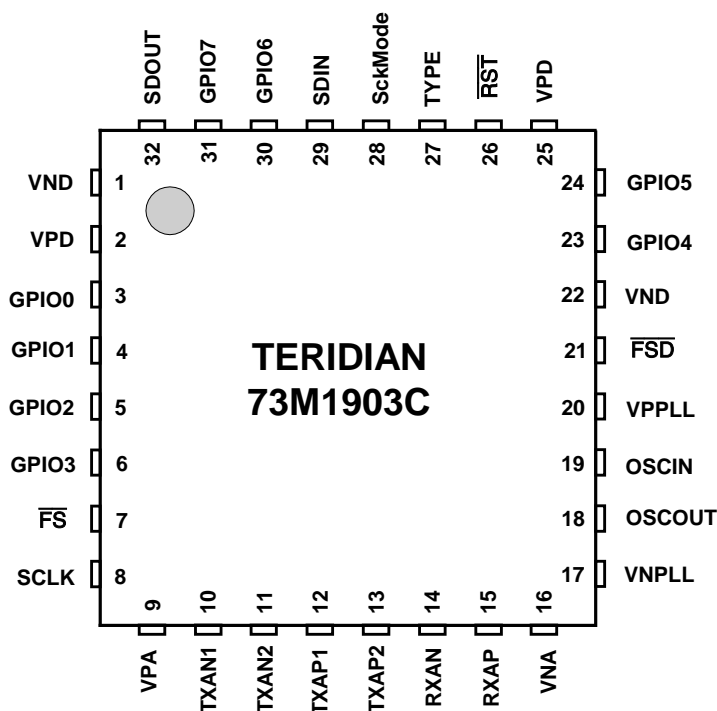 SDOUT GPIO7 GPIO6 SDIN SckMode TYPE R̅S̅T̅ VPD
32 31 30 29 28 27 26 25
VND 1 24 GPIO5
VPD 2 23 GPIO4
GPIO0 3 22 VND
GPIO1 4 21 F̅S̅D̅
GPIO2 5 20 VPPLL
GPIO3 6 19 OSCIN
F̅S̅ 7 18 OSCOUT
SCLK 8 17 VNPLL
TERIDIAN
73M1903C
9 10 11 12 13 14 15 16
VPA TXAN1 TXAN2 TXAP1 TXAP2 RXAN RXAP VNA